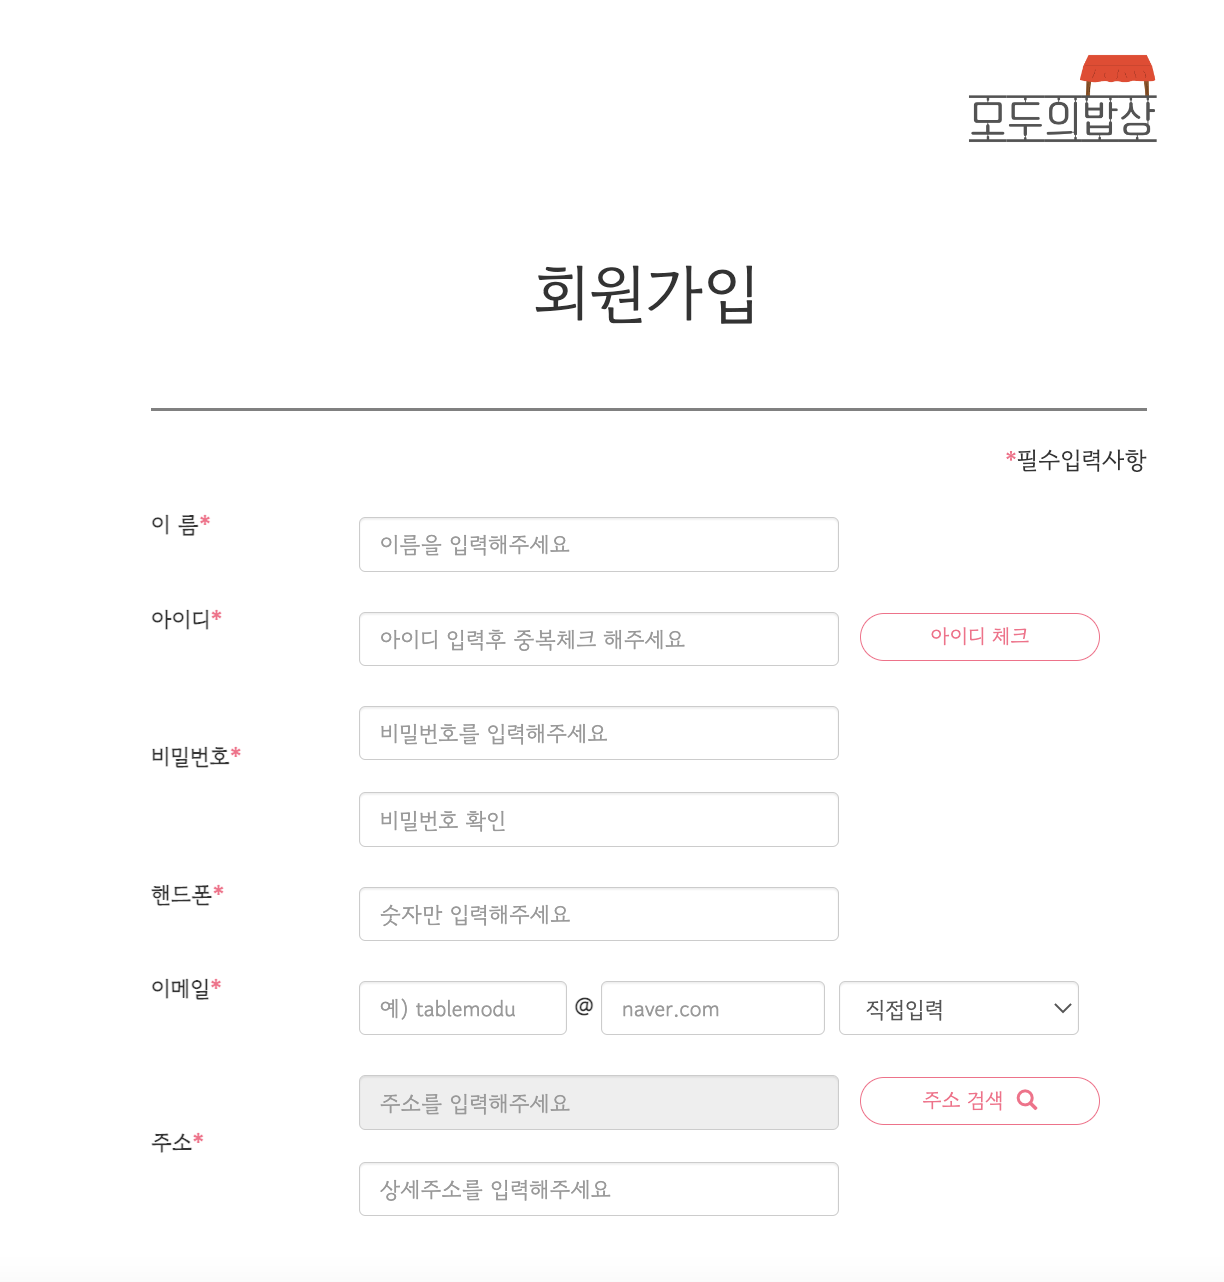 모두의밥상
회원가입
*필수입력사항
이 름*
이름을 입력해주세요
아이디*
아이디 입력후 중복체크 해주세요
아이디 체크
비밀번호*
비밀번호를 입력해주세요
비밀번호 확인
핸드폰*
숫자만 입력해주세요
이메일*
예) tablemodu @ naver.com 직접입력
주소*
주소를 입력해주세요
주소 검색
상세주소를 입력해주세요